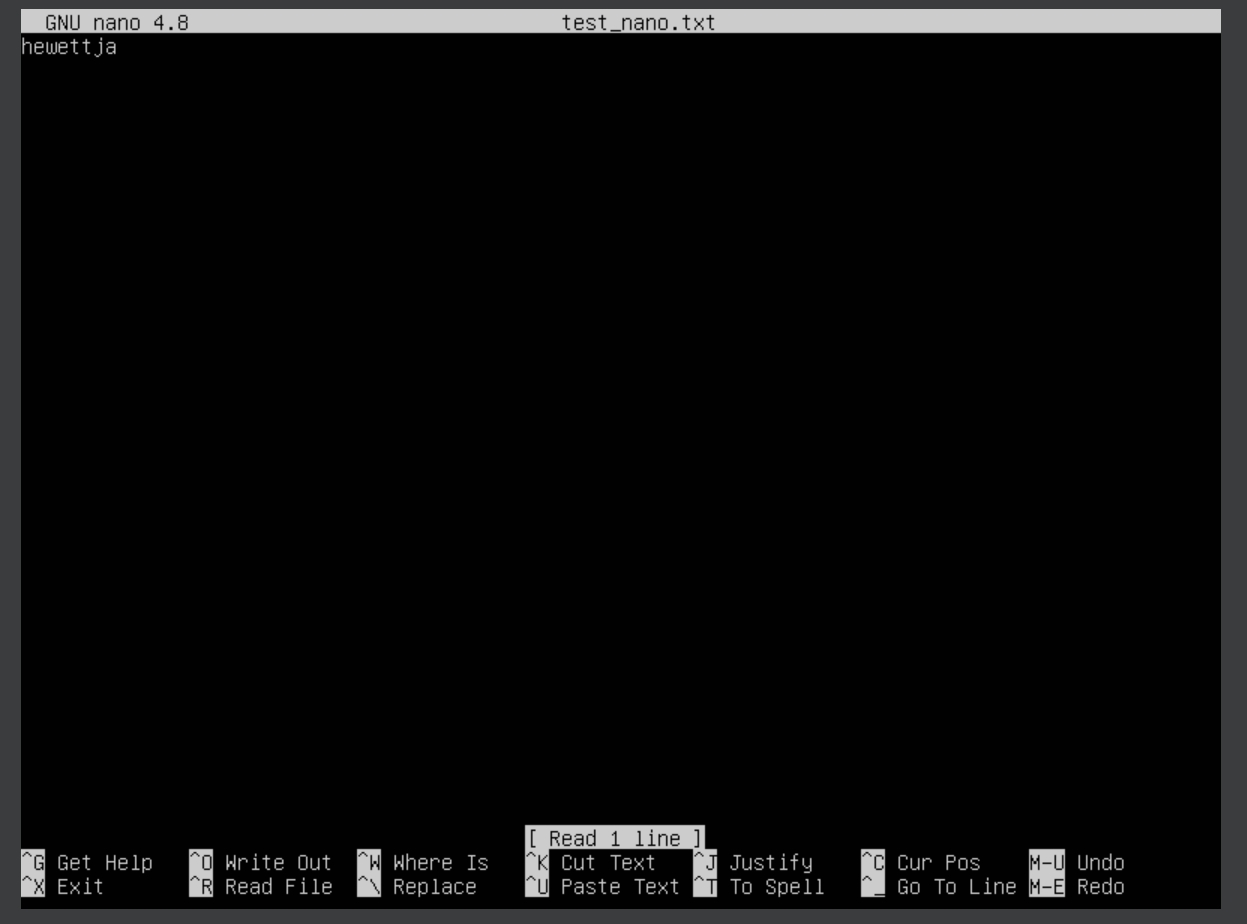 GNU nano 4.8 test_nano.txt
hewettja
[ Read 1 line ]
^G Get Help ^O Write Out ^W Where Is ^K Cut Text ^J Justify ^C Cur Pos M-U Undo
^X Exit ^R Read File ^\ Replace ^U Paste Text ^T To Spell ^_ Go To Line M-E Redo